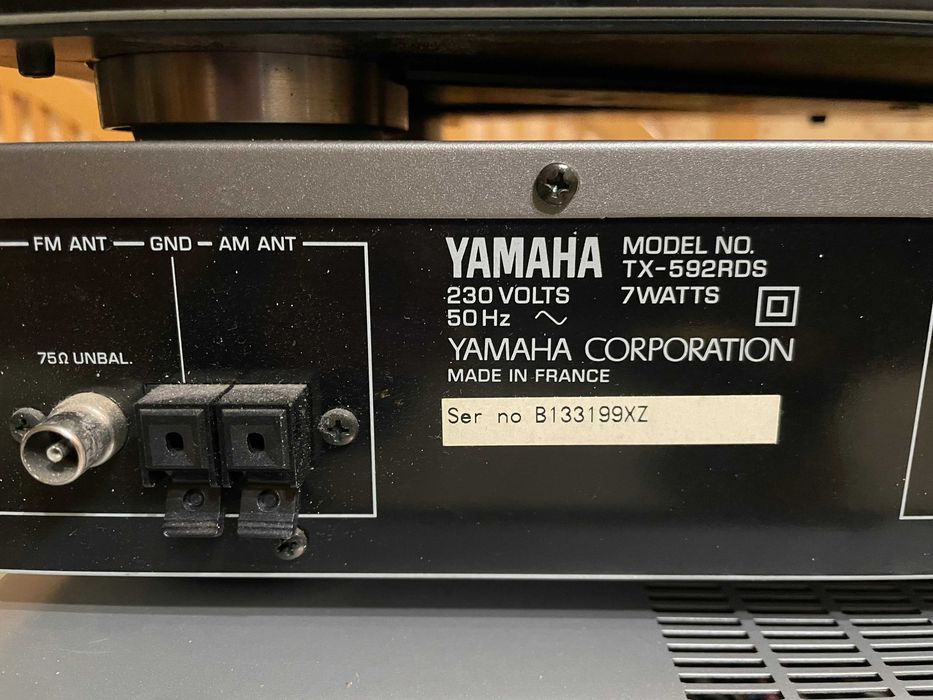 FM ANT
GND
AM ANT
75Ω UNBAL.
YAMAHA
MODEL NO.
TX-592RDS
230 VOLTS
7WATTS
50Hz ~
YAMAHA CORPORATION
MADE IN FRANCE
Ser no B133199XZ